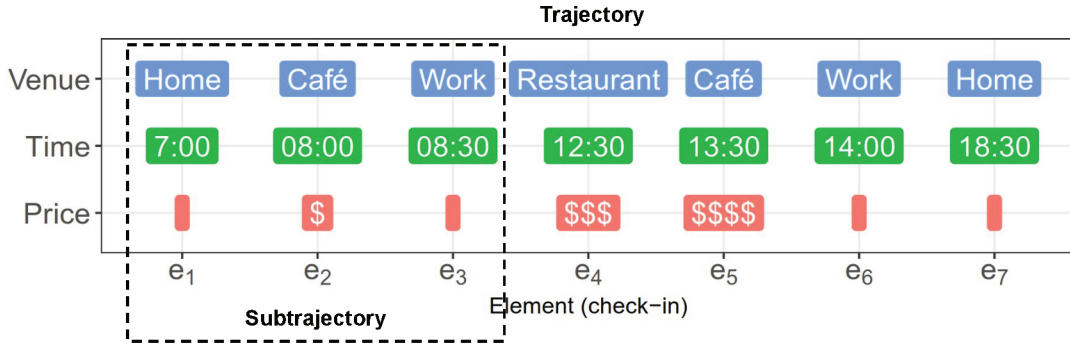 Trajectory
Venue Home Café Work Restaurant Café Work Home
Time 7:00 08:00 08:30 12:30 13:30 14:00 18:30
Price $ $$$ $$$$
e1 e2 e3 e4 e5 e6 e7
Element (check−in)
Subtrajectory